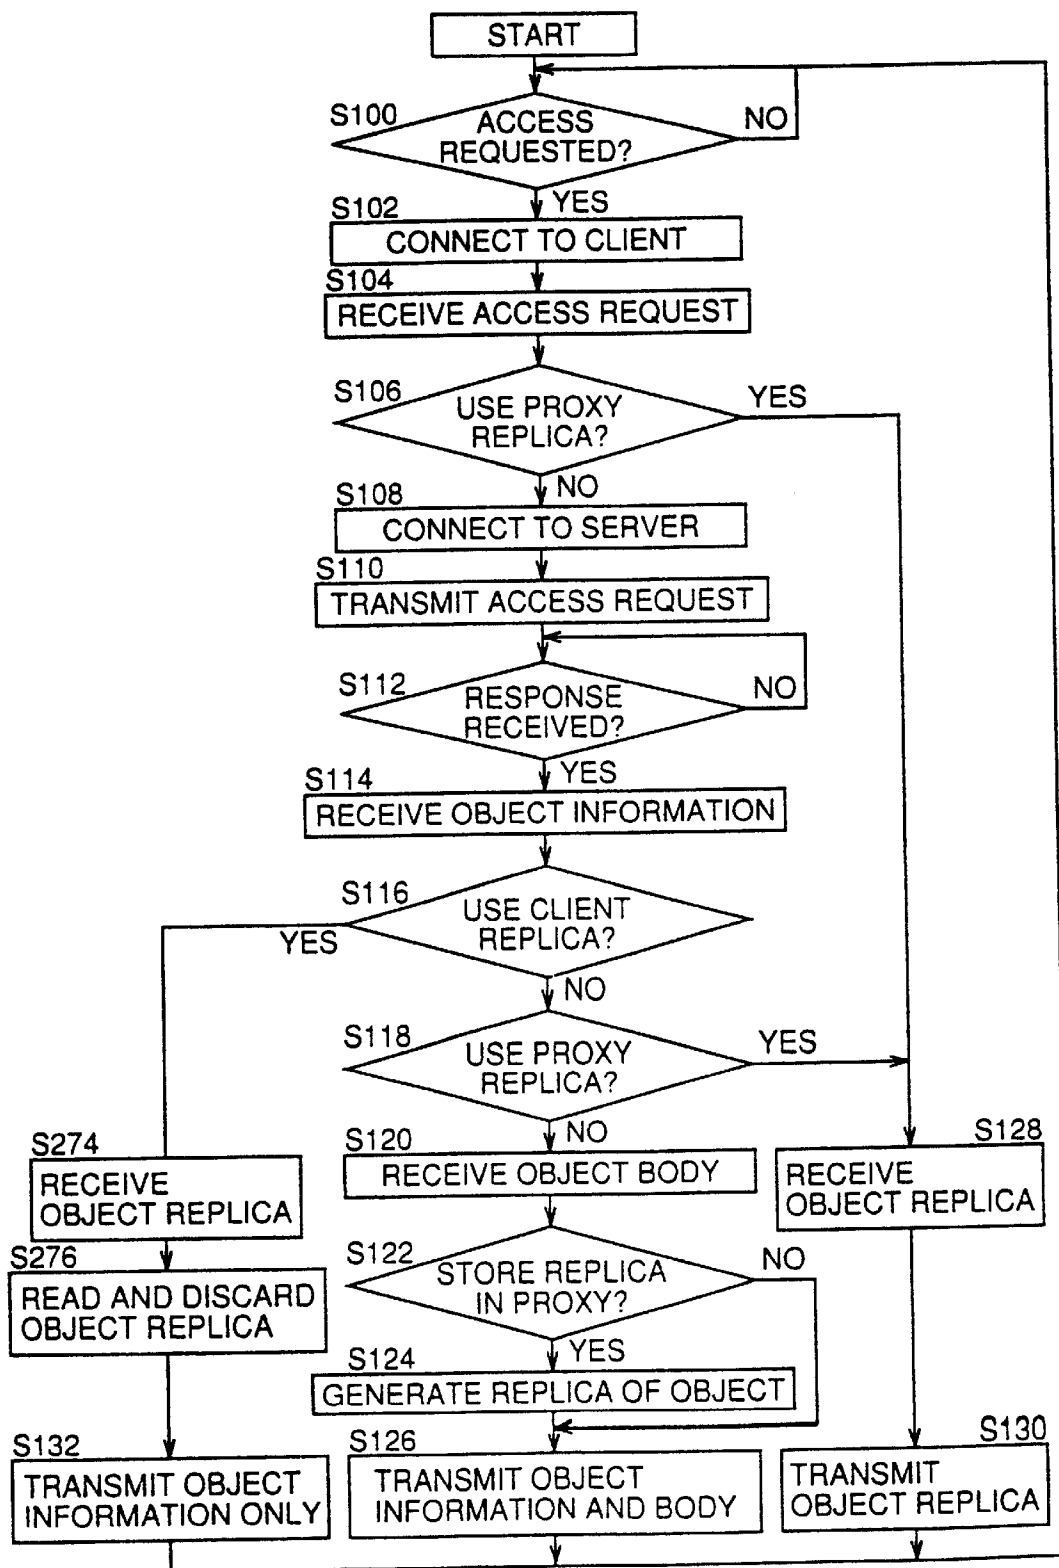 START
S100
ACCESS
REQUESTED?
NO
YES
S102
CONNECT TO CLIENT
S104
RECEIVE ACCESS REQUEST
S106
USE PROXY
REPLICA?
YES
NO
S108
CONNECT TO SERVER
S110
TRANSMIT ACCESS REQUEST
S112
RESPONSE
RECEIVED?
NO
YES
S114
RECEIVE OBJECT INFORMATION
S116
USE CLIENT
REPLICA?
YES
NO
S118
USE PROXY
REPLICA?
YES
NO
S274
RECEIVE
OBJECT REPLICA
S120
RECEIVE OBJECT BODY
S128
RECEIVE
OBJECT REPLICA
S276
READ AND DISCARD
OBJECT REPLICA
S122
STORE REPLICA
IN PROXY?
NO
YES
S124
GENERATE REPLICA OF OBJECT
S132
TRANSMIT OBJECT
INFORMATION ONLY
S126
TRANSMIT OBJECT
INFORMATION AND BODY
S130
TRANSMIT
OBJECT REPLICA